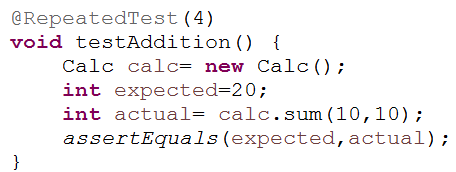 @RepeatedTest(4)
void testAddition() {
    Calc calc= new Calc();
    int expected=20;
    int actual= calc.sum(10,10);
    assertEquals(expected,actual);
}